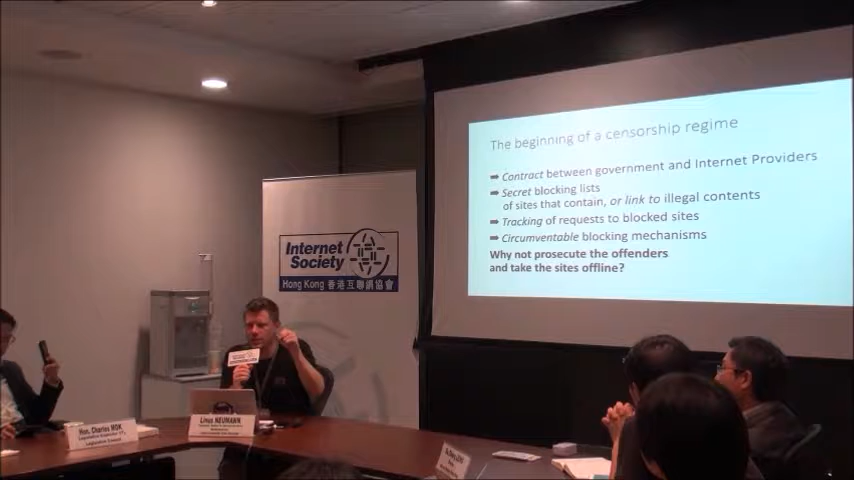 The beginning of a censorship regime
➡ Contract between government and Internet Providers
➡ Secret blocking lists
of sites that contain, or link to illegal contents
➡ Tracking of requests to blocked sites
➡ Circumventable blocking mechanisms
Why not prosecute the offenders
and take the sites offline?
Internet
Society
Hong Kong 香港互聯網協會
Hon. Charles MOK
Legislative Council
Linus NEUMANN